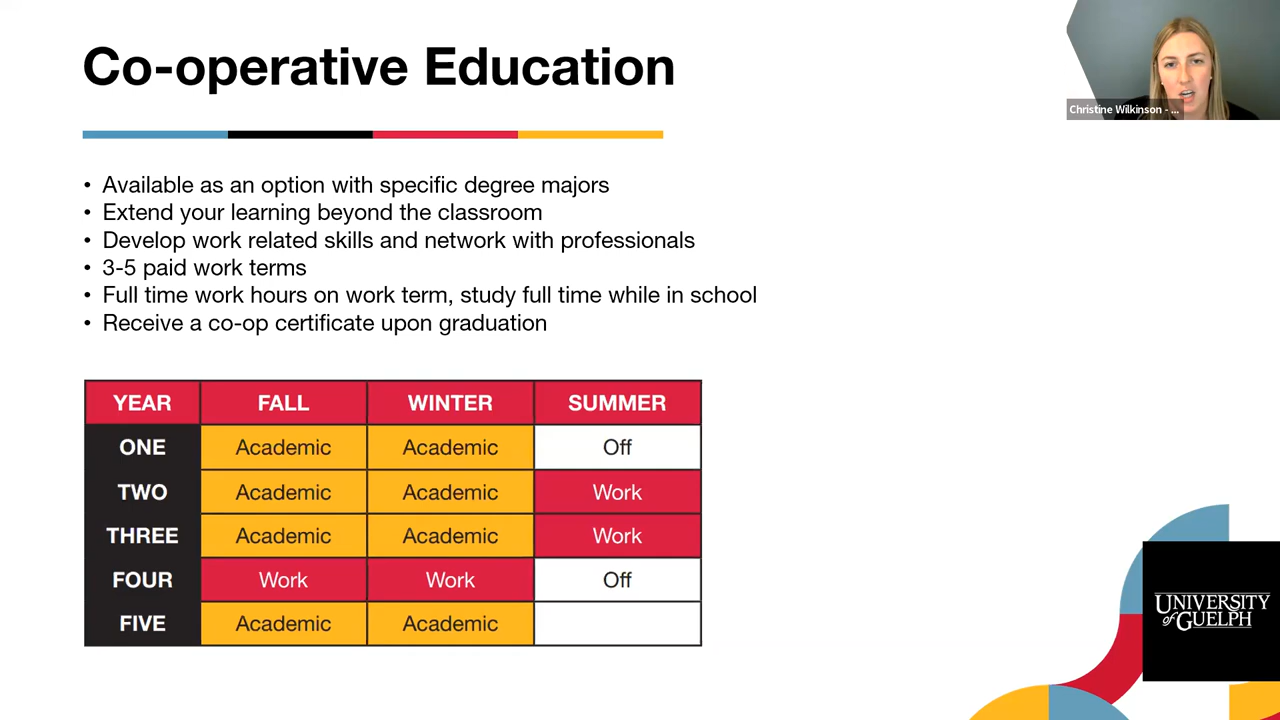 Co-operative Education
Christine Wilkinson - ...
• Available as an option with specific degree majors
• Extend your learning beyond the classroom
• Develop work related skills and network with professionals
• 3-5 paid work terms
• Full time work hours on work term, study full time while in school
• Receive a co-op certificate upon graduation
YEAR FALL WINTER SUMMER
ONE Academic Academic Off
TWO Academic Academic Work
THREE Academic Academic Work
FOUR Work Work Off
FIVE Academic Academic
UNIVERSITY
of GUELPH